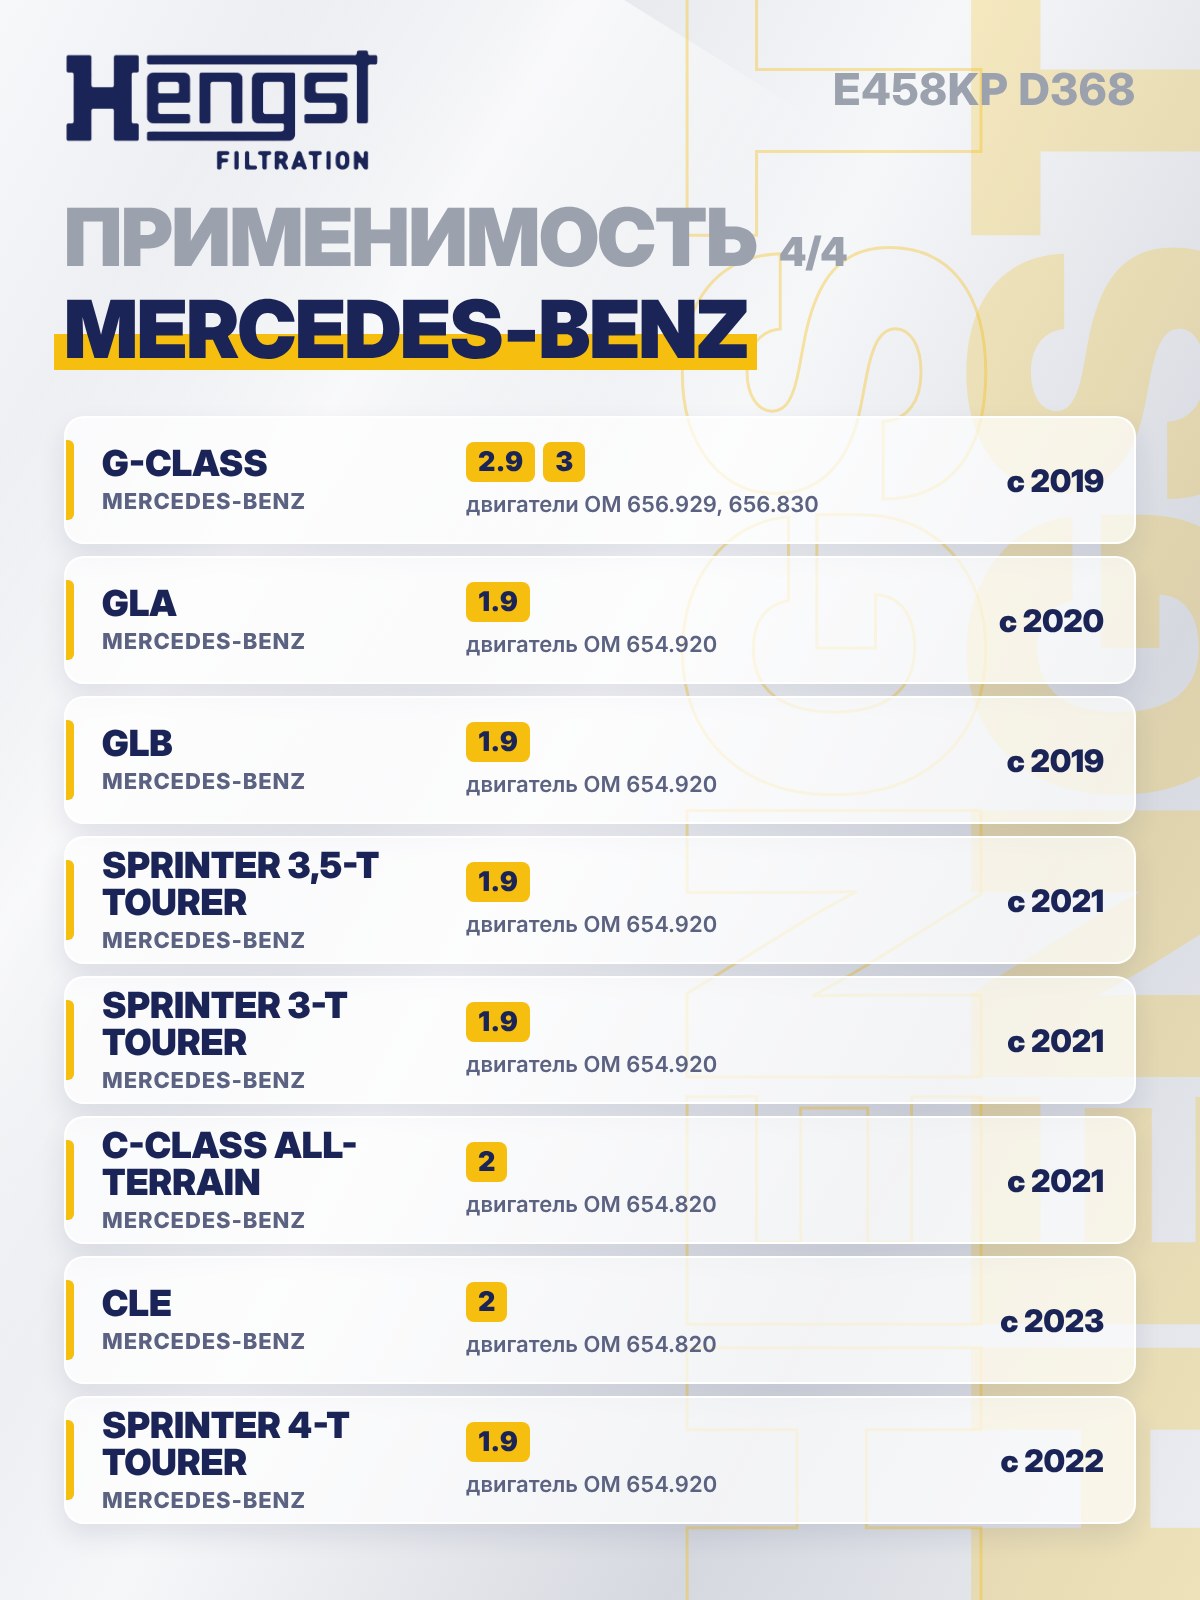 Hengst
FILTRATION
E458KP D368
ПРИМЕНИМОСТЬ 4/4
MERCEDES-BENZ
G-CLASS
MERCEDES-BENZ
2.9 3
двигатели OM 656.929, 656.830
с 2019
GLA
MERCEDES-BENZ
1.9
двигатель OM 654.920
с 2020
GLB
MERCEDES-BENZ
1.9
двигатель OM 654.920
с 2019
SPRINTER 3,5-T
TOURER
MERCEDES-BENZ
1.9
двигатель OM 654.920
с 2021
SPRINTER 3-T
TOURER
MERCEDES-BENZ
1.9
двигатель OM 654.920
с 2021
C-CLASS ALL-
TERRAIN
MERCEDES-BENZ
2
двигатель OM 654.820
с 2021
CLE
MERCEDES-BENZ
2
двигатель OM 654.820
с 2023
SPRINTER 4-T
TOURER
MERCEDES-BENZ
1.9
двигатель OM 654.920
с 2022
HENGST
HENGST